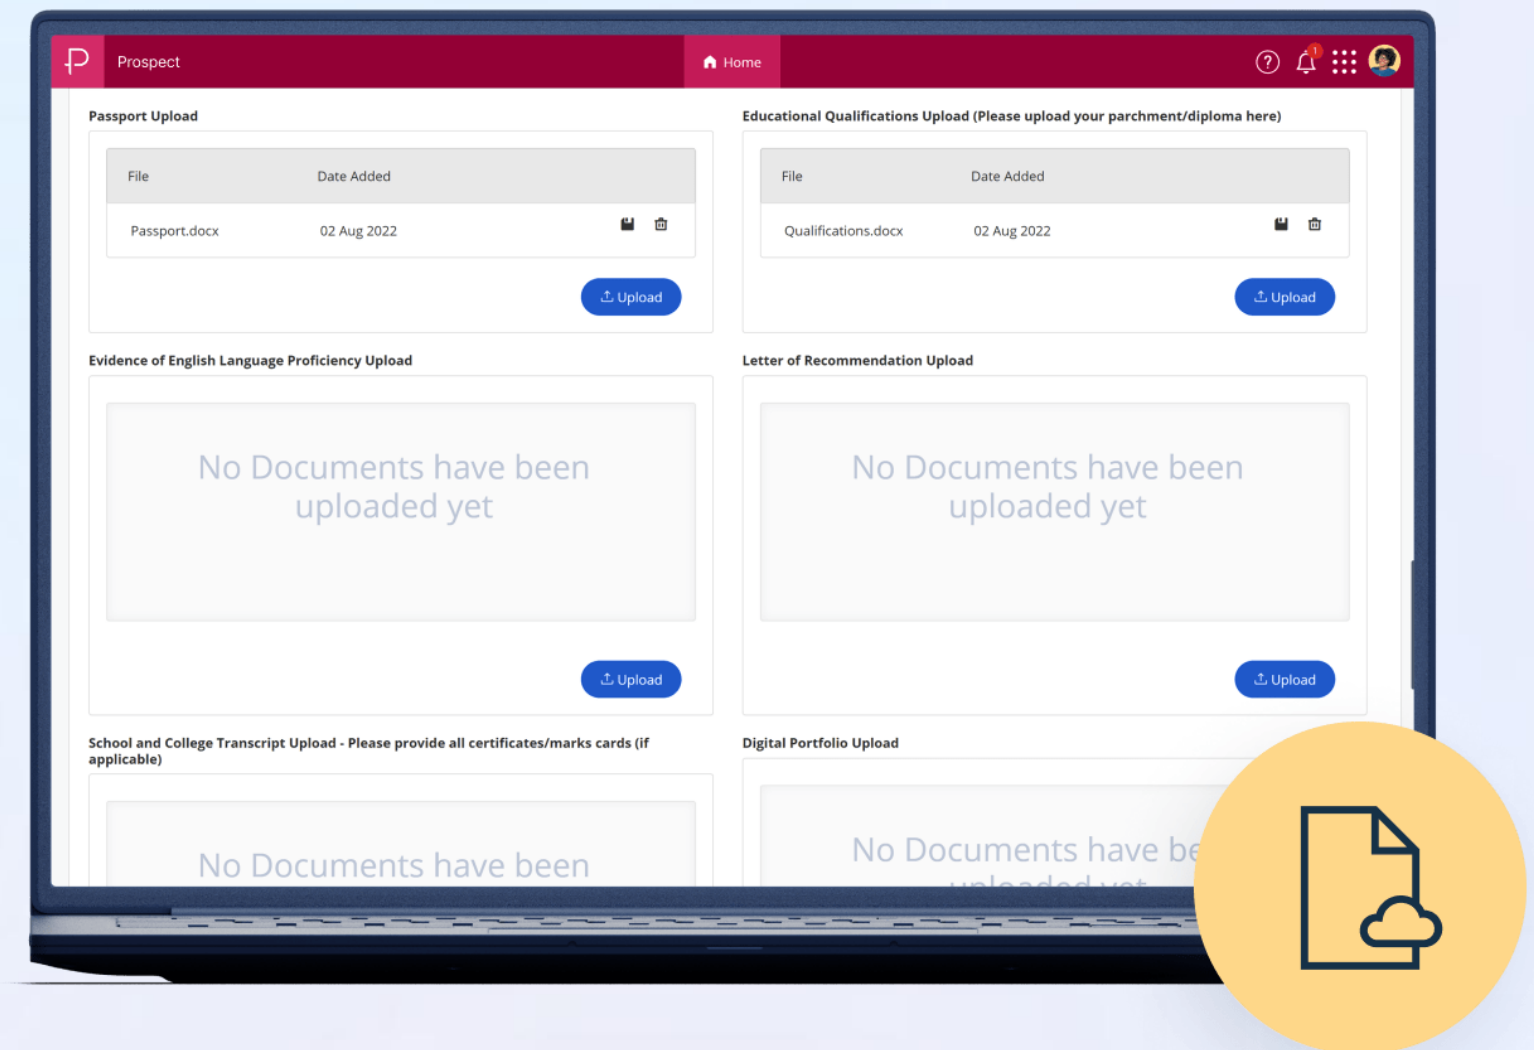 Prospect
Home
1
Passport Upload
File Date Added
Passport.docx 02 Aug 2022
Upload
Educational Qualifications Upload (Please upload your parchment/diploma here)
File Date Added
Qualifications.docx 02 Aug 2022
Upload
Evidence of English Language Proficiency Upload
No Documents have been
uploaded yet
Upload
Letter of Recommendation Upload
No Documents have been
uploaded yet
Upload
School and College Transcript Upload - Please provide all certificates/marks cards (if
applicable)
No Documents have been
Digital Portfolio Upload
No Documents have